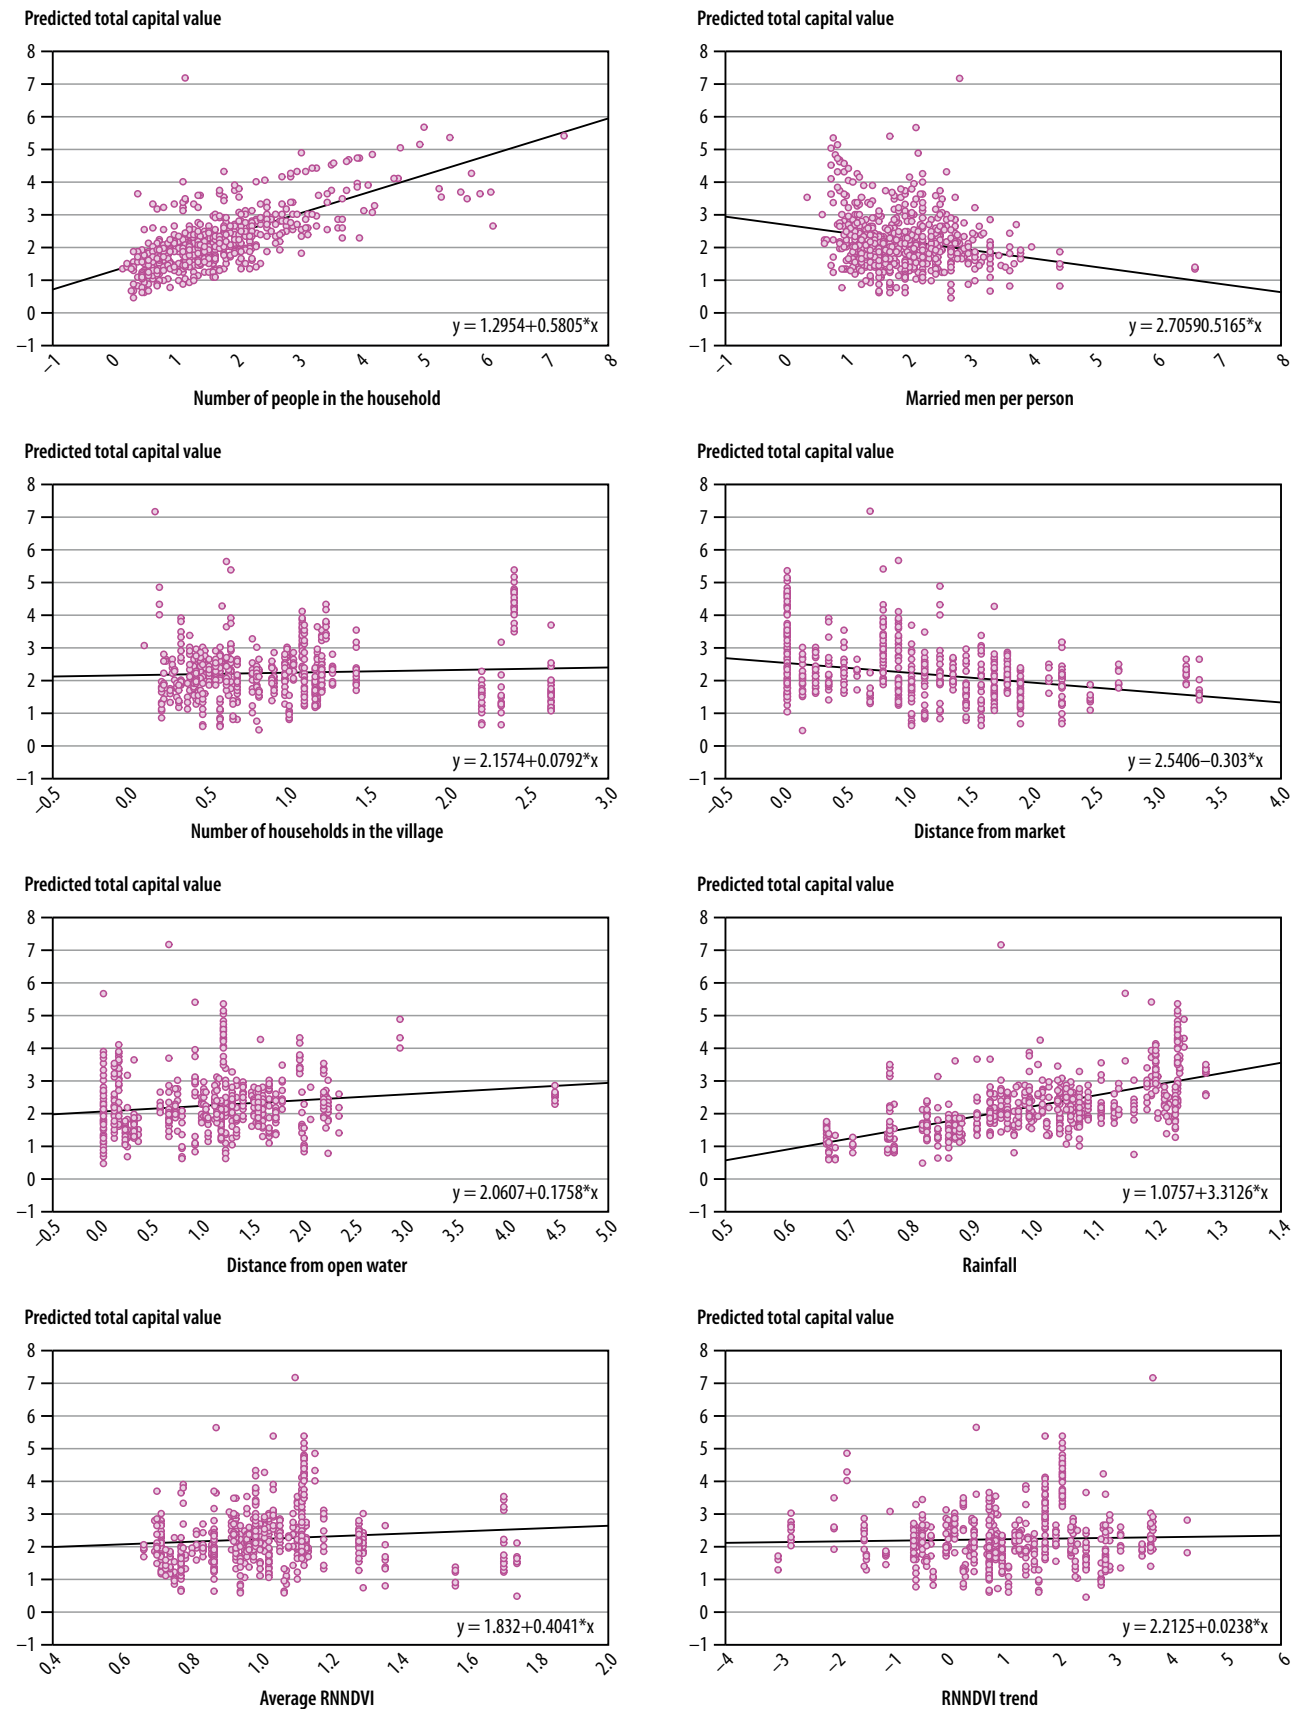 Predicted total capital value
8
7
6
5
4
3
2
1
0
–1
y = 1.2954+0.5805*x
–1 0 1 2 3 4 5 6 7 8
Number of people in the household
Predicted total capital value
8
7
6
5
4
3
2
1
0
–1
y = 2.70590.5165*x
–1 0 1 2 3 4 5 6 7 8
Married men per person
Predicted total capital value
8
7
6
5
4
3
2
1
0
–1
y = 2.1574+0.0792*x
–0.5 0.0 0.5 1.0 1.5 2.0 2.5 3.0
Number of households in the village
Predicted total capital value
8
7
6
5
4
3
2
1
0
–1
y = 2.5406–0.303*x
–0.5 0.0 0.5 1.0 1.5 2.0 2.5 3.0 3.5 4.0
Distance from market
Predicted total capital value
8
7
6
5
4
3
2
1
0
–1
y = 2.0607+0.1758*x
–0.5 0.0 0.5 1.0 1.5 2.0 2.5 3.0 3.5 4.0 4.5 5.0
Distance from open water
Predicted total capital value
8
7
6
5
4
3
2
1
0
–1
y = 1.0757+3.3126*x
0.5 0.6 0.7 0.8 0.9 1.0 1.1 1.2 1.3 1.4
Rainfall
Predicted total capital value
8
7
6
5
4
3
2
1
0
–1
y = 1.832+0.4041*x
0.4 0.6 0.8 1.0 1.2 1.4 1.6 1.8 2.0
Average RNNDVI
Predicted total capital value
8
7
6
5
4
3
2
1
0
–1
y = 2.2125+0.0238*x
–4 –3 –2 –1 0 1 2 3 4 5 6
RNNDVI trend